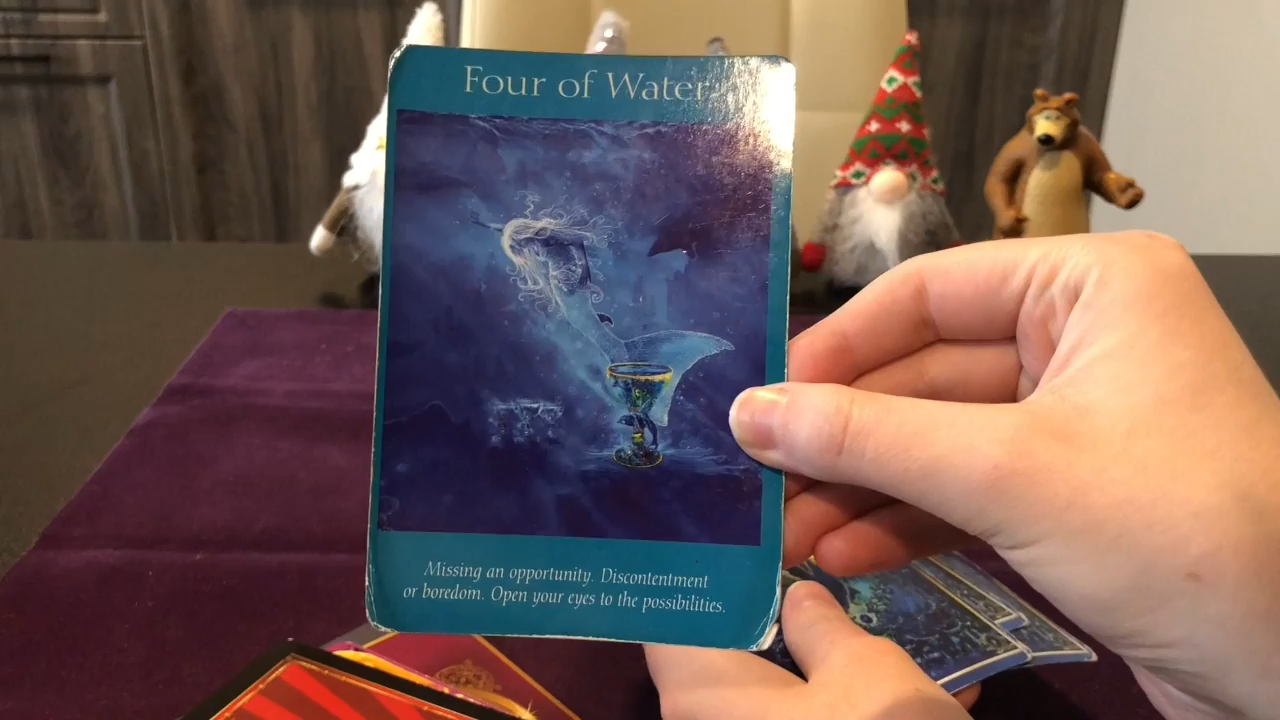 Four of Water
Missing an opportunity. Discontentment
or boredom. Open your eyes to the possibilities.